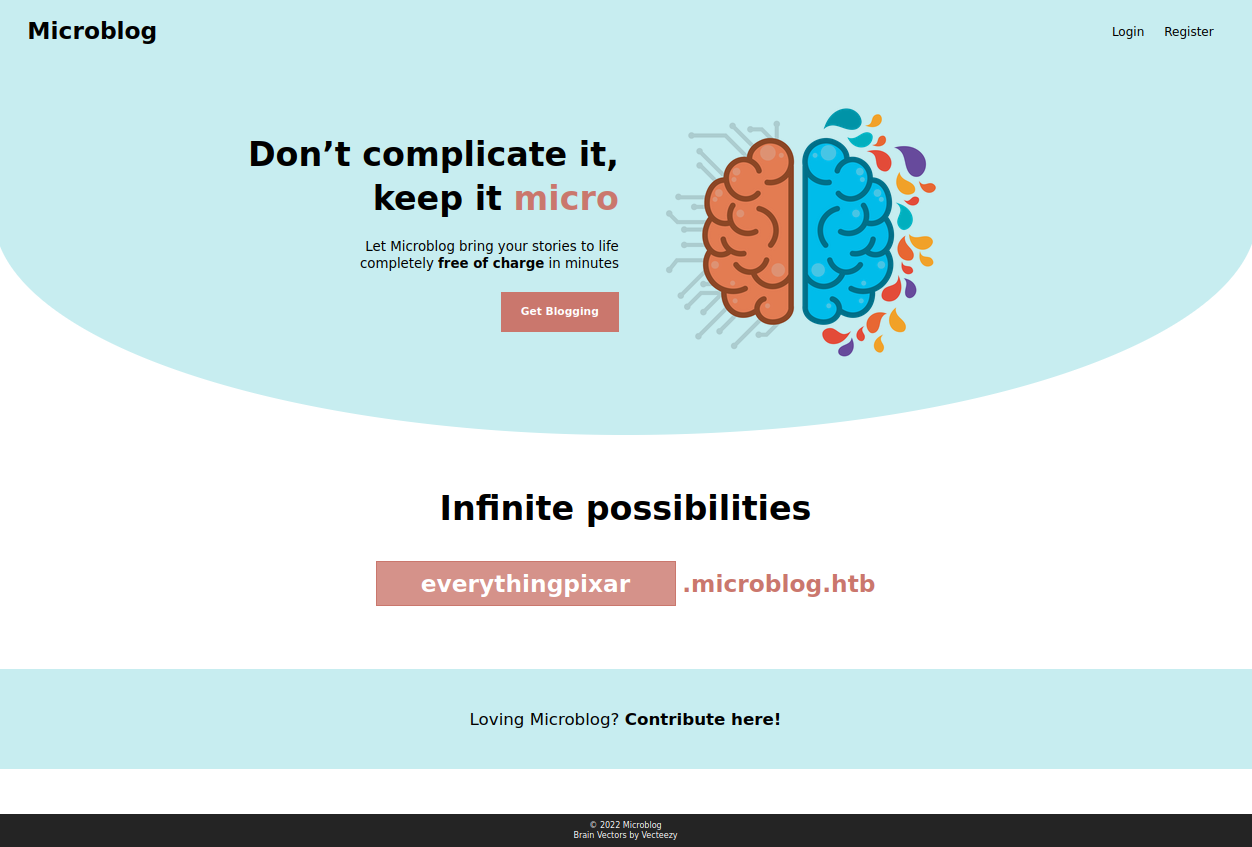 Microblog
Login Register
Don’t complicate it,
keep it micro
Let Microblog bring your stories to life
completely free of charge in minutes
Get Blogging
Infinite possibilities
everythingpixar .microblog.htb
Loving Microblog? Contribute here!
© 2022 Microblog
Brain Vectors by Vecteezy